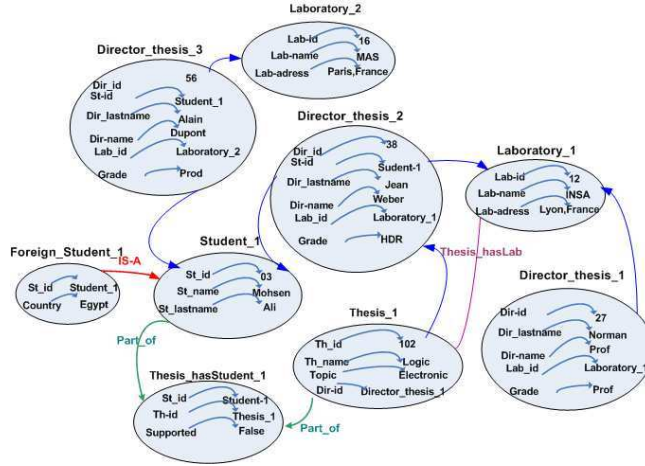 Laboratory_2
Lab-id 16
Lab-name MAS
Lab-adress Paris,France
Director_thesis_3
Dir_id 56
St-id Student_1
Dir_lastname Alain
Dir-name Dupont
Lab_id Laboratory_2
Grade Prod
Director_thesis_2
Dir_id 38
St-id Sudent-1
Dir_lastname Jean
Dir-name Weber
Lab_id Laboratory_1
Grade HDR
Laboratory_1
Lab-id 12
Lab-name INSA
Lab-adress Lyon,France
Thesis_hasLab
Foreign_Student_1
IS-A
St_id Student_1
Country Egypt
Student_1
St_id 03
St_name Mohsen
St_lastname Ali
Director_thesis_1
Dir-id 27
Dir_lastname Norman
Dir-name Prof
Lab_id Laboratory_1
Grade Prof
Thesis_1
Th_id 102
Th_name Logic
Topic Electronic
Dir-id Director_thesis_1
Part_of
Thesis_hasStudent_1
St_id Student-1
Th-id Thesis_1
Supported False
Part_of